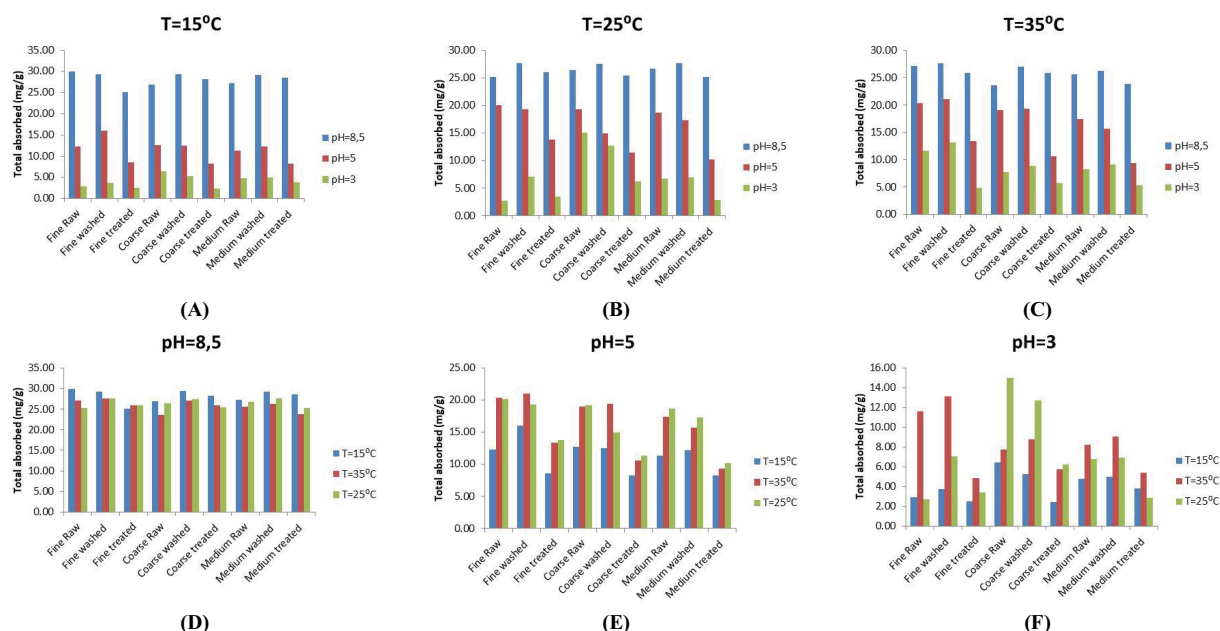 (A)
T=15⁰C
Total absorbed (mg/g)
35.00
30.00
25.00
20.00
15.00
10.00
5.00
0.00
Fine Raw
Fine washed
Fine treated
Coarse Raw
Coarse washed
Coarse treated
Medium Raw
Medium washed
Medium treated
pH=8,5
pH=5
pH=3
(B)
T=25⁰C
Total absorbed (mg/g)
30.00
25.00
20.00
15.00
10.00
5.00
0.00
Fine Raw
Fine washed
Fine treated
Coarse Raw
Coarse washed
Coarse treated
Medium Raw
Medium washed
Medium treated
pH=8,5
pH=5
pH=3
(C)
T=35⁰C
Total absorbed (mg/g)
30.00
25.00
20.00
15.00
10.00
5.00
0.00
Fine Raw
Fine washed
Fine treated
Coarse Raw
Coarse washed
Coarse treated
Medium Raw
Medium washed
Medium treated
pH=8,5
pH=5
pH=3
(D)
pH=8,5
Total absorbed (mg/g)
35.00
30.00
25.00
20.00
15.00
10.00
5.00
0.00
Fine Raw
Fine washed
Fine treated
Coarse Raw
Coarse washed
Coarse treated
Medium Raw
Medium washed
Medium treated
T=15⁰C
T=35⁰C
T=25⁰C
(E)
pH=5
Total absorbed (mg/g)
25.00
20.00
15.00
10.00
5.00
0.00
Fine Raw
Fine washed
Fine treated
Coarse Raw
Coarse washed
Coarse treated
Medium Raw
Medium washed
Medium treated
T=15⁰C
T=35⁰C
T=25⁰C
(F)
pH=3
Total absorbed (mg/g)
16.00
14.00
12.00
10.00
8.00
6.00
4.00
2.00
0.00
Fine Raw
Fine washed
Fine treated
Coarse Raw
Coarse washed
Coarse treated
Medium Raw
Medium washed
Medium treated
T=15⁰C
T=35⁰C
T=25⁰C